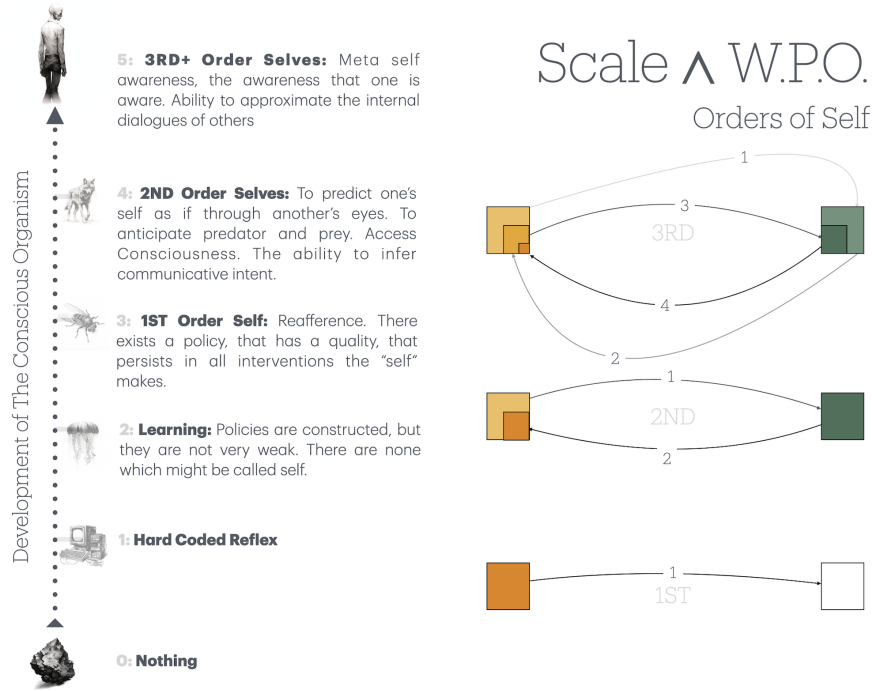 Scale ∧ W.P.O.
Orders of Self
Development of The Conscious Organism
5: 3RD+ Order Selves: Meta self
awareness, the awareness that one is
aware. Ability to approximate the internal
dialogues of others
4: 2ND Order Selves: To predict one's
self as if through another's eyes. To
anticipate predator and prey. Access
Consciousness. The ability to infer
communicative intent.
3: 1ST Order Self: Reafference. There
exists a policy, that has a quality, that
persists in all interventions the “self”
makes.
2: Learning: Policies are constructed, but
they are not very weak. There are none
which might be called self.
1: Hard Coded Reflex
0: Nothing
1
3
3RD
4
2
1
2ND
2
1
1ST